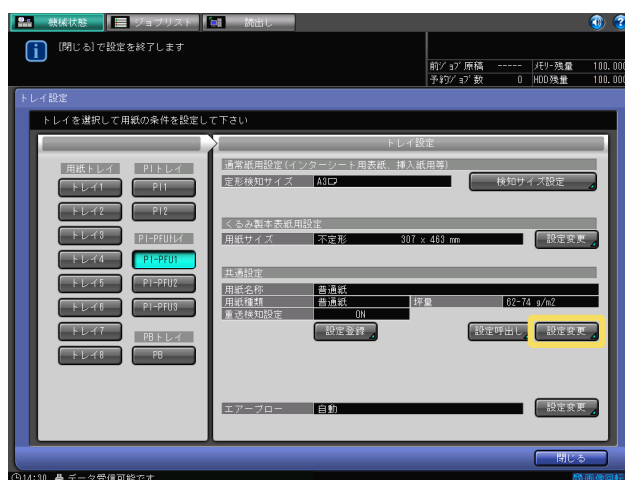 機械状態 ジョブリスト 読出し
[閉じる]で設定を終了します
前ジョブ原稿 ----- メモリー残量 100.000
予約ジョブ数 0 HDD残量 100.000
トレイ設定
トレイを選択して用紙の条件を設定して下さい
トレイ設定
用紙トレイ PIトレイ
トレイ1 PI1
トレイ2 PI2
トレイ3 PI-PFUトレイ
トレイ4 PI-PFU1
トレイ5 PI-PFU2
トレイ6 PI-PFU3
トレイ7 PBトレイ
トレイ8 PB
通常紙用設定(インターシート用表紙、挿入紙用等)
定形検知サイズ A3 検知サイズ設定
くるみ製本表紙用設定
用紙サイズ 不定形 307 x 463 mm 設定変更
共通設定
用紙名称 普通紙
用紙種類 普通紙 坪量 62-74 g/m2
重送検知設定 ON
設定登録 設定呼出し 設定変更
エアーブロー 自動 設定変更
閉じる
14:30 データ受信可能です 画像回転